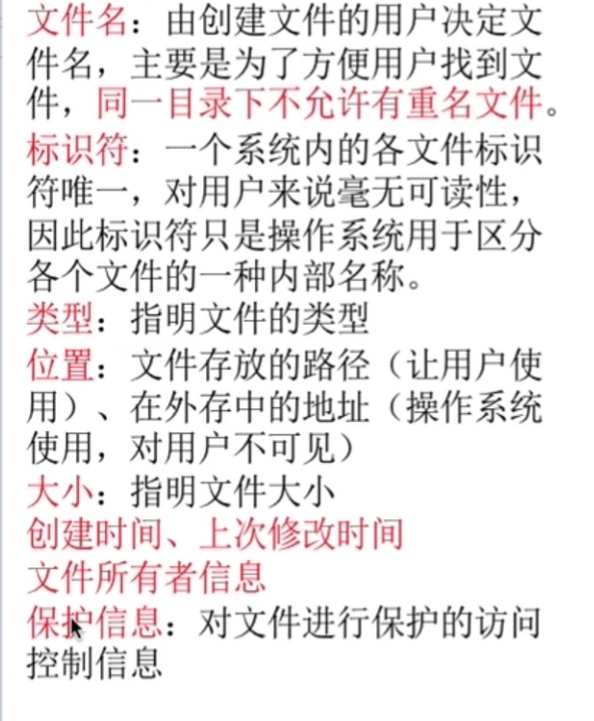 文件名：由创建文件的用户决定文
件名，主要是为了方便用户找到文
件，同一目录下不允许有重名文件。
标识符：一个系统内的各文件标识
符唯一，对用户来说毫无可读性，
因此标识符只是操作系统用于区分
各个文件的一种内部名称。
类型：指明文件的类型
位置：文件存放的路径（让用户使
用）、在外存中的地址（操作系统
使用，对用户不可见）
大小：指明文件大小
创建时间、上次修改时间
文件所有者信息
保护信息：对文件进行保护的访问
控制信息